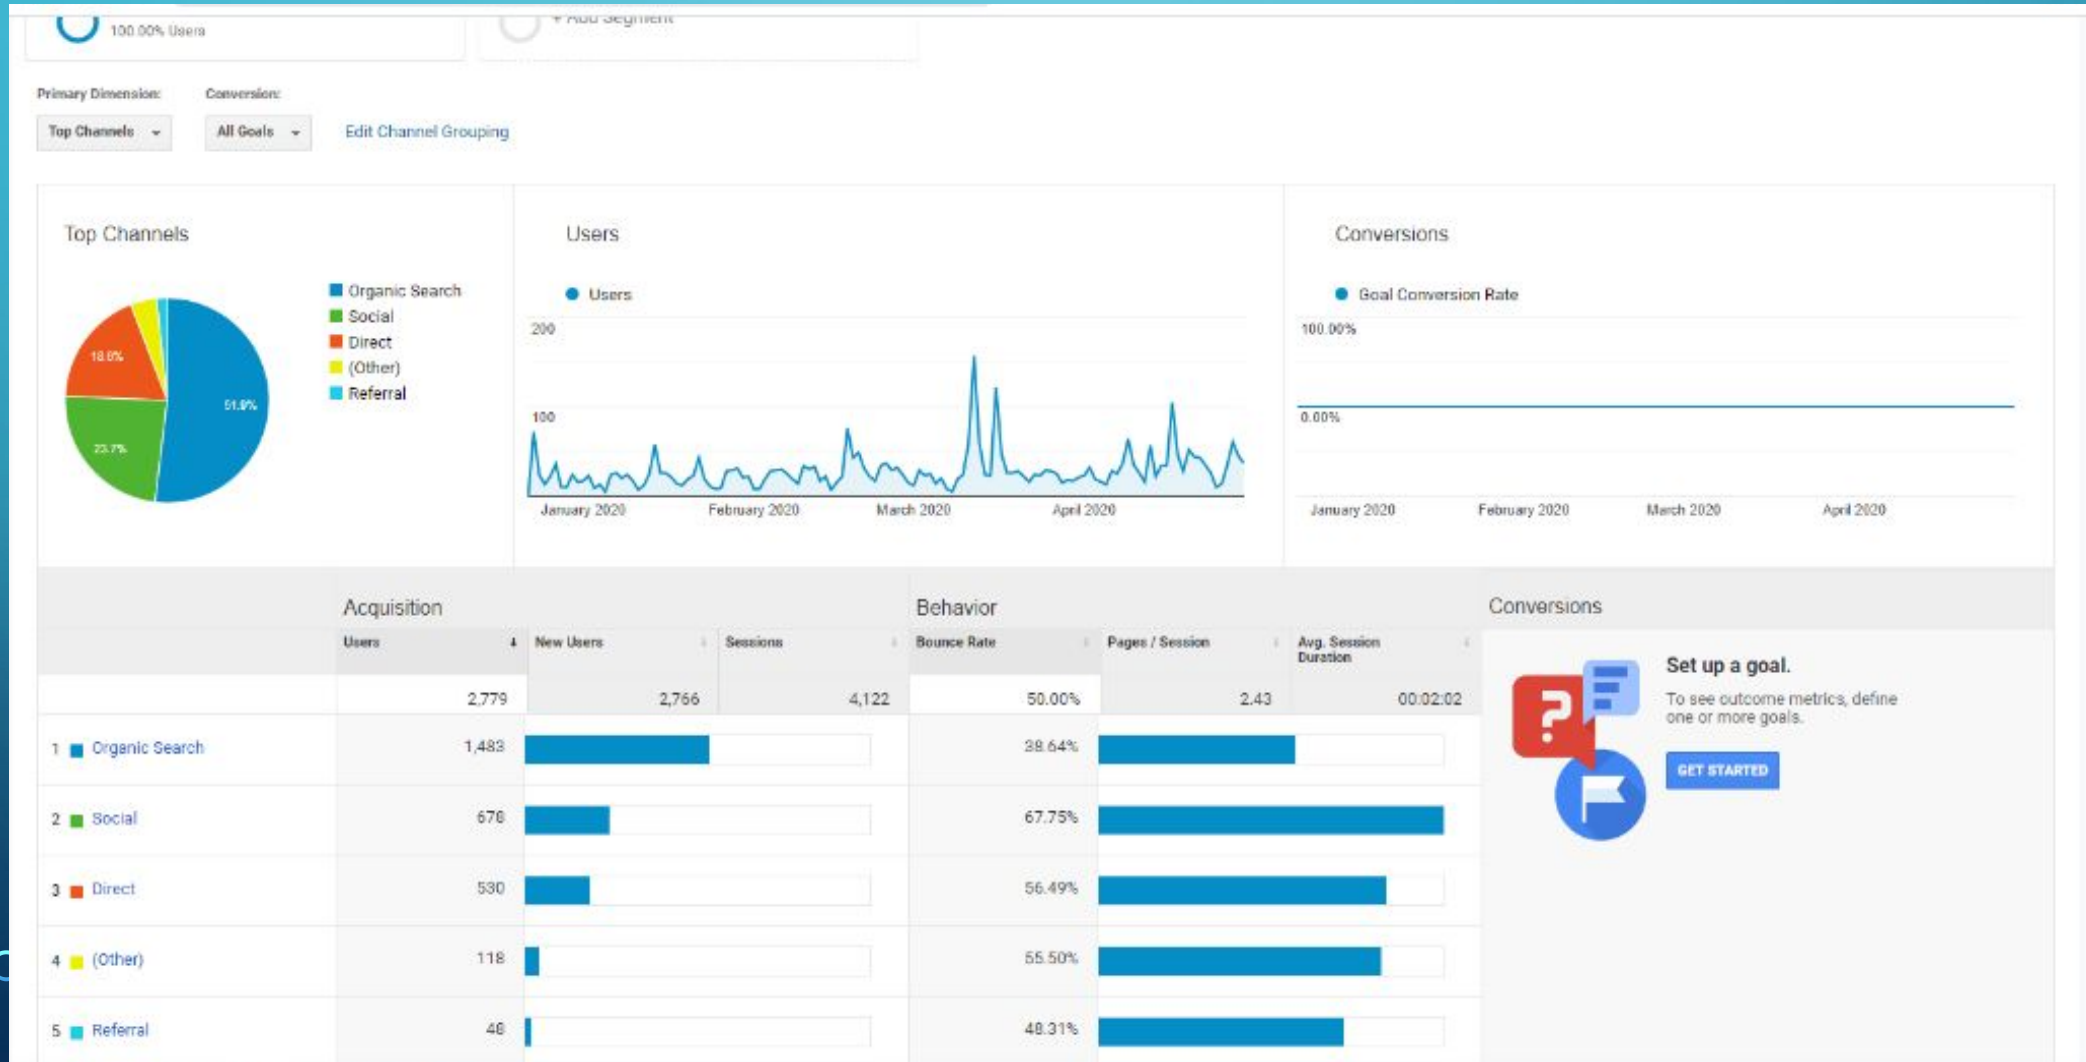 100.00% Users
+ Add Segment
Primary Dimension:
Conversion:
Top Channels
All Goals
Edit Channel Grouping
Top Channels
Organic Search
Social
Direct
(Other)
Referral
51.9%
23.7%
18.6%
Users
Users
200
100
January 2020
February 2020
March 2020
April 2020
Conversions
Goal Conversion Rate
100.00%
0.00%
January 2020
February 2020
March 2020
April 2020
Acquisition
Behavior
Conversions
Users
New Users
Sessions
Bounce Rate
Pages / Session
Avg. Session
Duration
2,779
2,766
4,122
50.00%
2.43
00:02:02
1 Organic Search 1,483 38.64%
2 Social 678 67.75%
3 Direct 530 56.49%
4 (Other) 118 55.50%
5 Referral 48 48.31%
Set up a goal.
To see outcome metrics, define
one or more goals.
GET STARTED